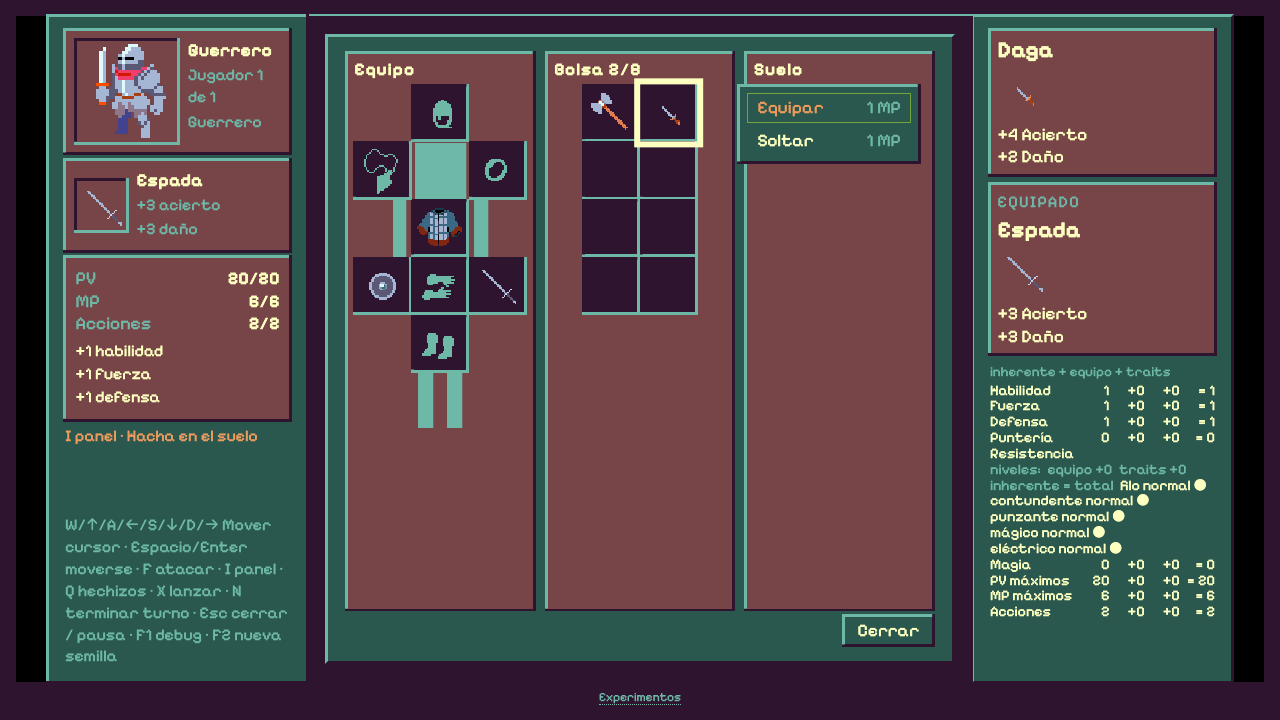 Guerrero
Jugador 1
de 1
Guerrero
Espada
+3 acierto
+3 daño
PV 20/20
MP 6/6
Acciones 2/2
+1 habilidad
+1 fuerza
+1 defensa
I panel · Hacha en el suelo
W/↑/A/←/S/↓/D/→ Mover
cursor · Espacio/Enter
moverse · F atacar · I panel ·
Q hechizos · X lanzar · N
terminar turno · Esc cerrar
/ pausa · F1 debug · F2 nueva
semilla
Equipo
Bolsa 2/8
Suelo
Equipar 1 MP
Soltar 1 MP
Cerrar
Daga
+4 Acierto
+2 Daño
EQUIPADO
Espada
+3 Acierto
+3 Daño
inherente + equipo + traits
Habilidad 1 +0 +0 = 1
Fuerza 1 +0 +0 = 1
Defensa 1 +0 +0 = 1
Puntería 0 +0 +0 = 0
Resistencia
niveles: equipo +0 traits +0
inherente = total filo normal
contundente normal
punzante normal
mágico normal
eléctrico normal
Magia 0 +0 +0 = 0
PV máximos 20 +0 +0 = 20
MP máximos 6 +0 +0 = 6
Acciones 2 +0 +0 = 2
Experimentos